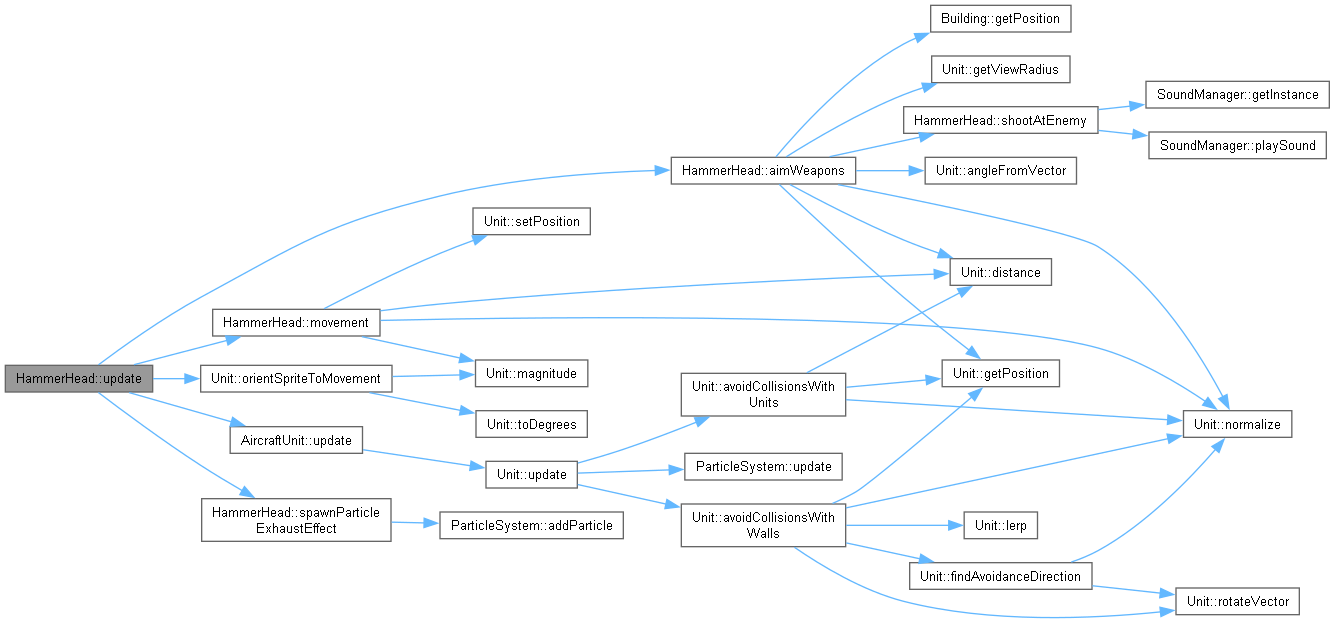 Building::getPosition
Unit::getViewRadius
SoundManager::getInstance
HammerHead::shootAtEnemy
SoundManager::playSound
HammerHead::aimWeapons
Unit::angleFromVector
Unit::setPosition
Unit::distance
HammerHead::movement
HammerHead::update
Unit::orientSpriteToMovement
Unit::magnitude
Unit::getPosition
Unit::avoidCollisionsWith
Units
Unit::toDegrees
Unit::normalize
AircraftUnit::update
Unit::update
ParticleSystem::update
HammerHead::spawnParticle
ExhaustEffect
ParticleSystem::addParticle
Unit::avoidCollisionsWith
Walls
Unit::lerp
Unit::findAvoidanceDirection
Unit::rotateVector